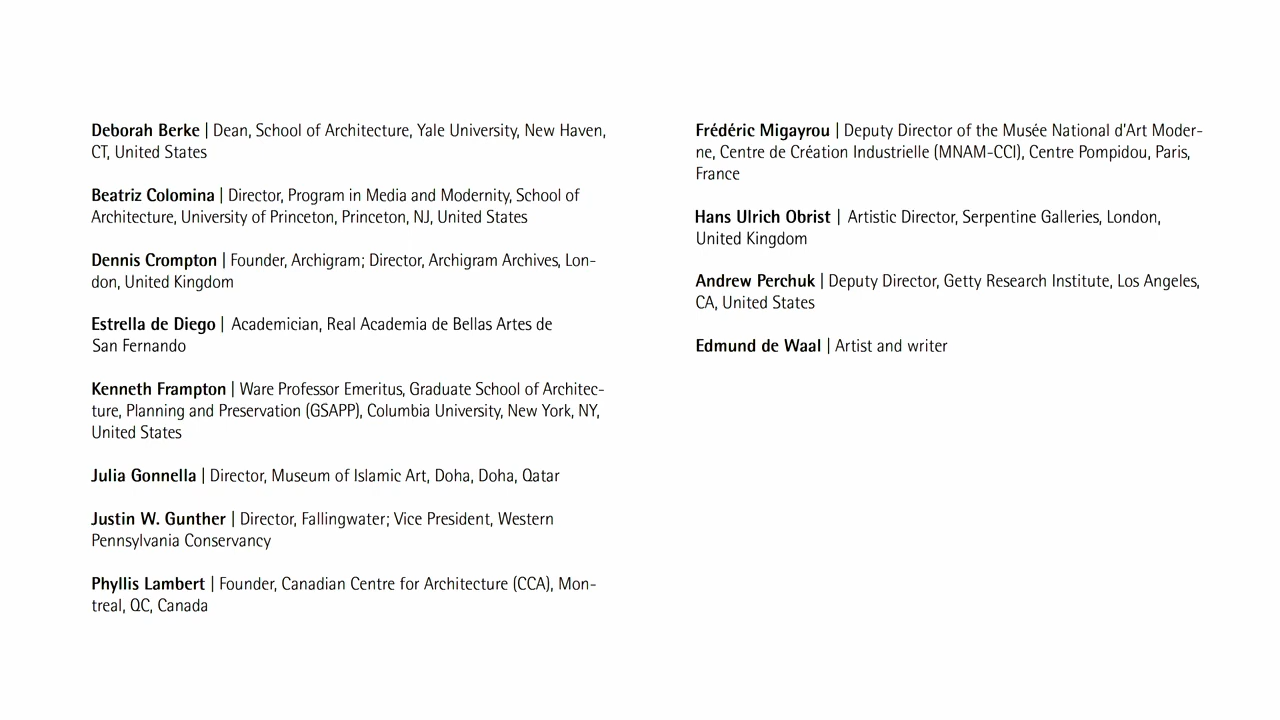 Deborah Berke | Dean, School of Architecture, Yale University, New Haven,
CT, United States
Beatriz Colomina | Director, Program in Media and Modernity, School of
Architecture, University of Princeton, Princeton, NJ, United States
Dennis Crompton | Founder, Archigram; Director, Archigram Archives, Lon-
don, United Kingdom
Estrella de Diego | Academician, Real Academia de Bellas Artes de
San Fernando
Kenneth Frampton | Ware Professor Emeritus, Graduate School of Architec-
ture, Planning and Preservation (GSAPP), Columbia University, New York, NY,
United States
Julia Gonnella | Director, Museum of Islamic Art, Doha, Doha, Qatar
Justin W. Gunther | Director, Fallingwater; Vice President, Western
Pennsylvania Conservancy
Phyllis Lambert | Founder, Canadian Centre for Architecture (CCA), Mon-
treal, QC, Canada
Frédéric Migayrou | Deputy Director of the Musée National d'Art Moder-
ne, Centre de Création Industrielle (MNAM-CCI), Centre Pompidou, Paris,
France
Hans Ulrich Obrist | Artistic Director, Serpentine Galleries, London,
United Kingdom
Andrew Perchuk | Deputy Director, Getty Research Institute, Los Angeles,
CA, United States
Edmund de Waal | Artist and writer